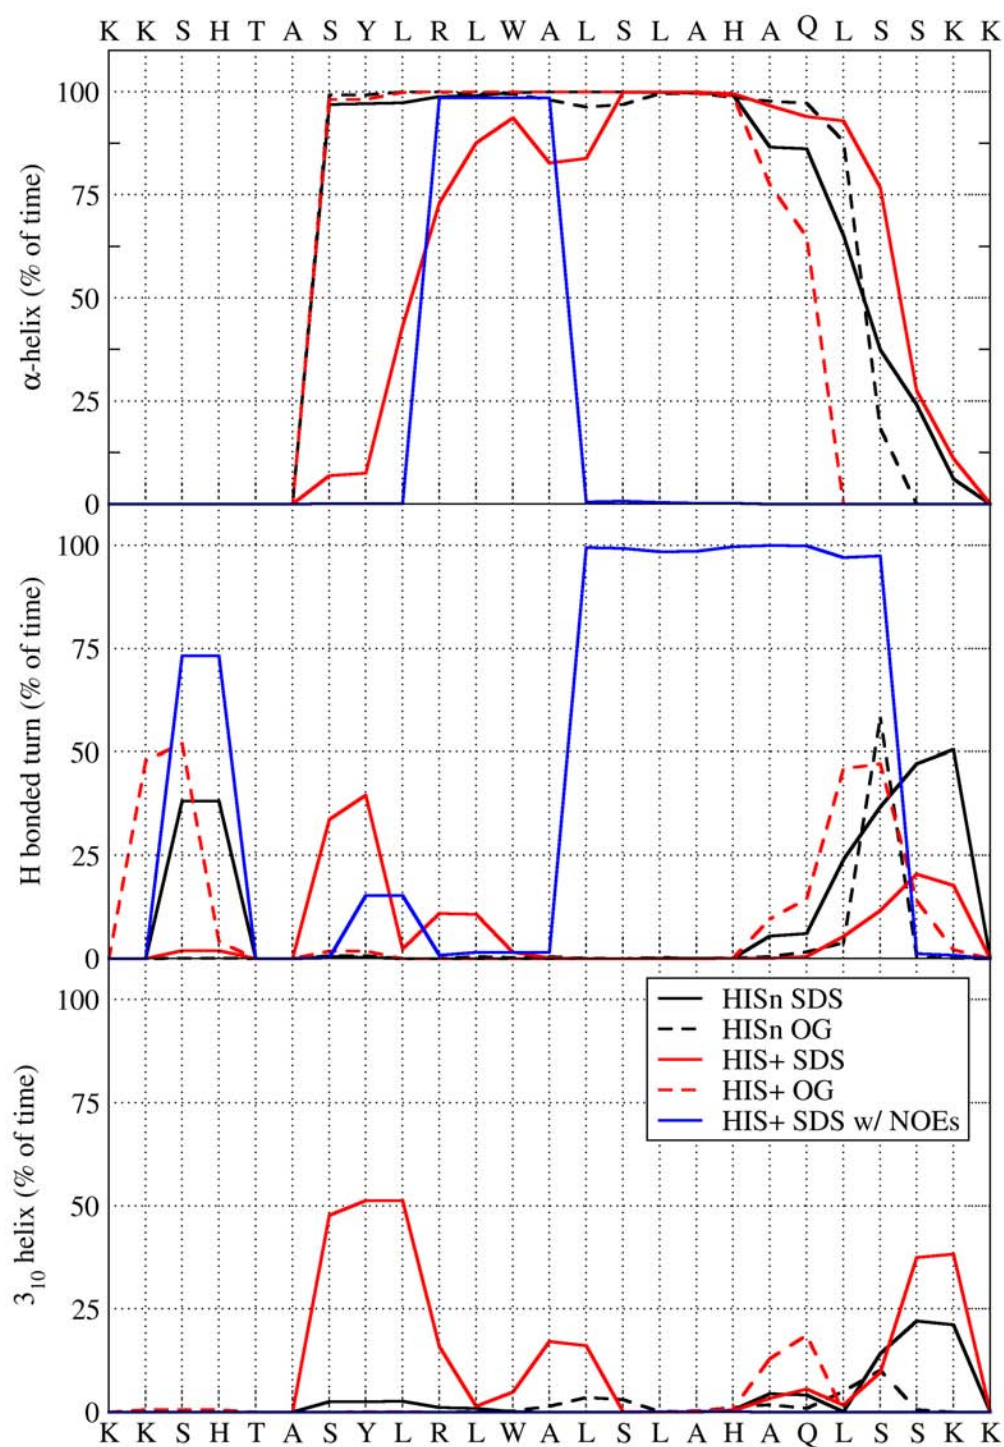 K K S H T A S Y L R L W A L S L A H A Q L S S K K
α-helix (% of time)
100
75
50
25
0
H bonded turn (% of time)
100
75
50
25
0
3₁₀ helix (% of time)
100
75
50
25
0
HISn SDS
HISn OG
HIS+ SDS
HIS+ OG
HIS+ SDS w/ NOEs
K K S H T A S Y L R L W A L S L A H A Q L S S K K